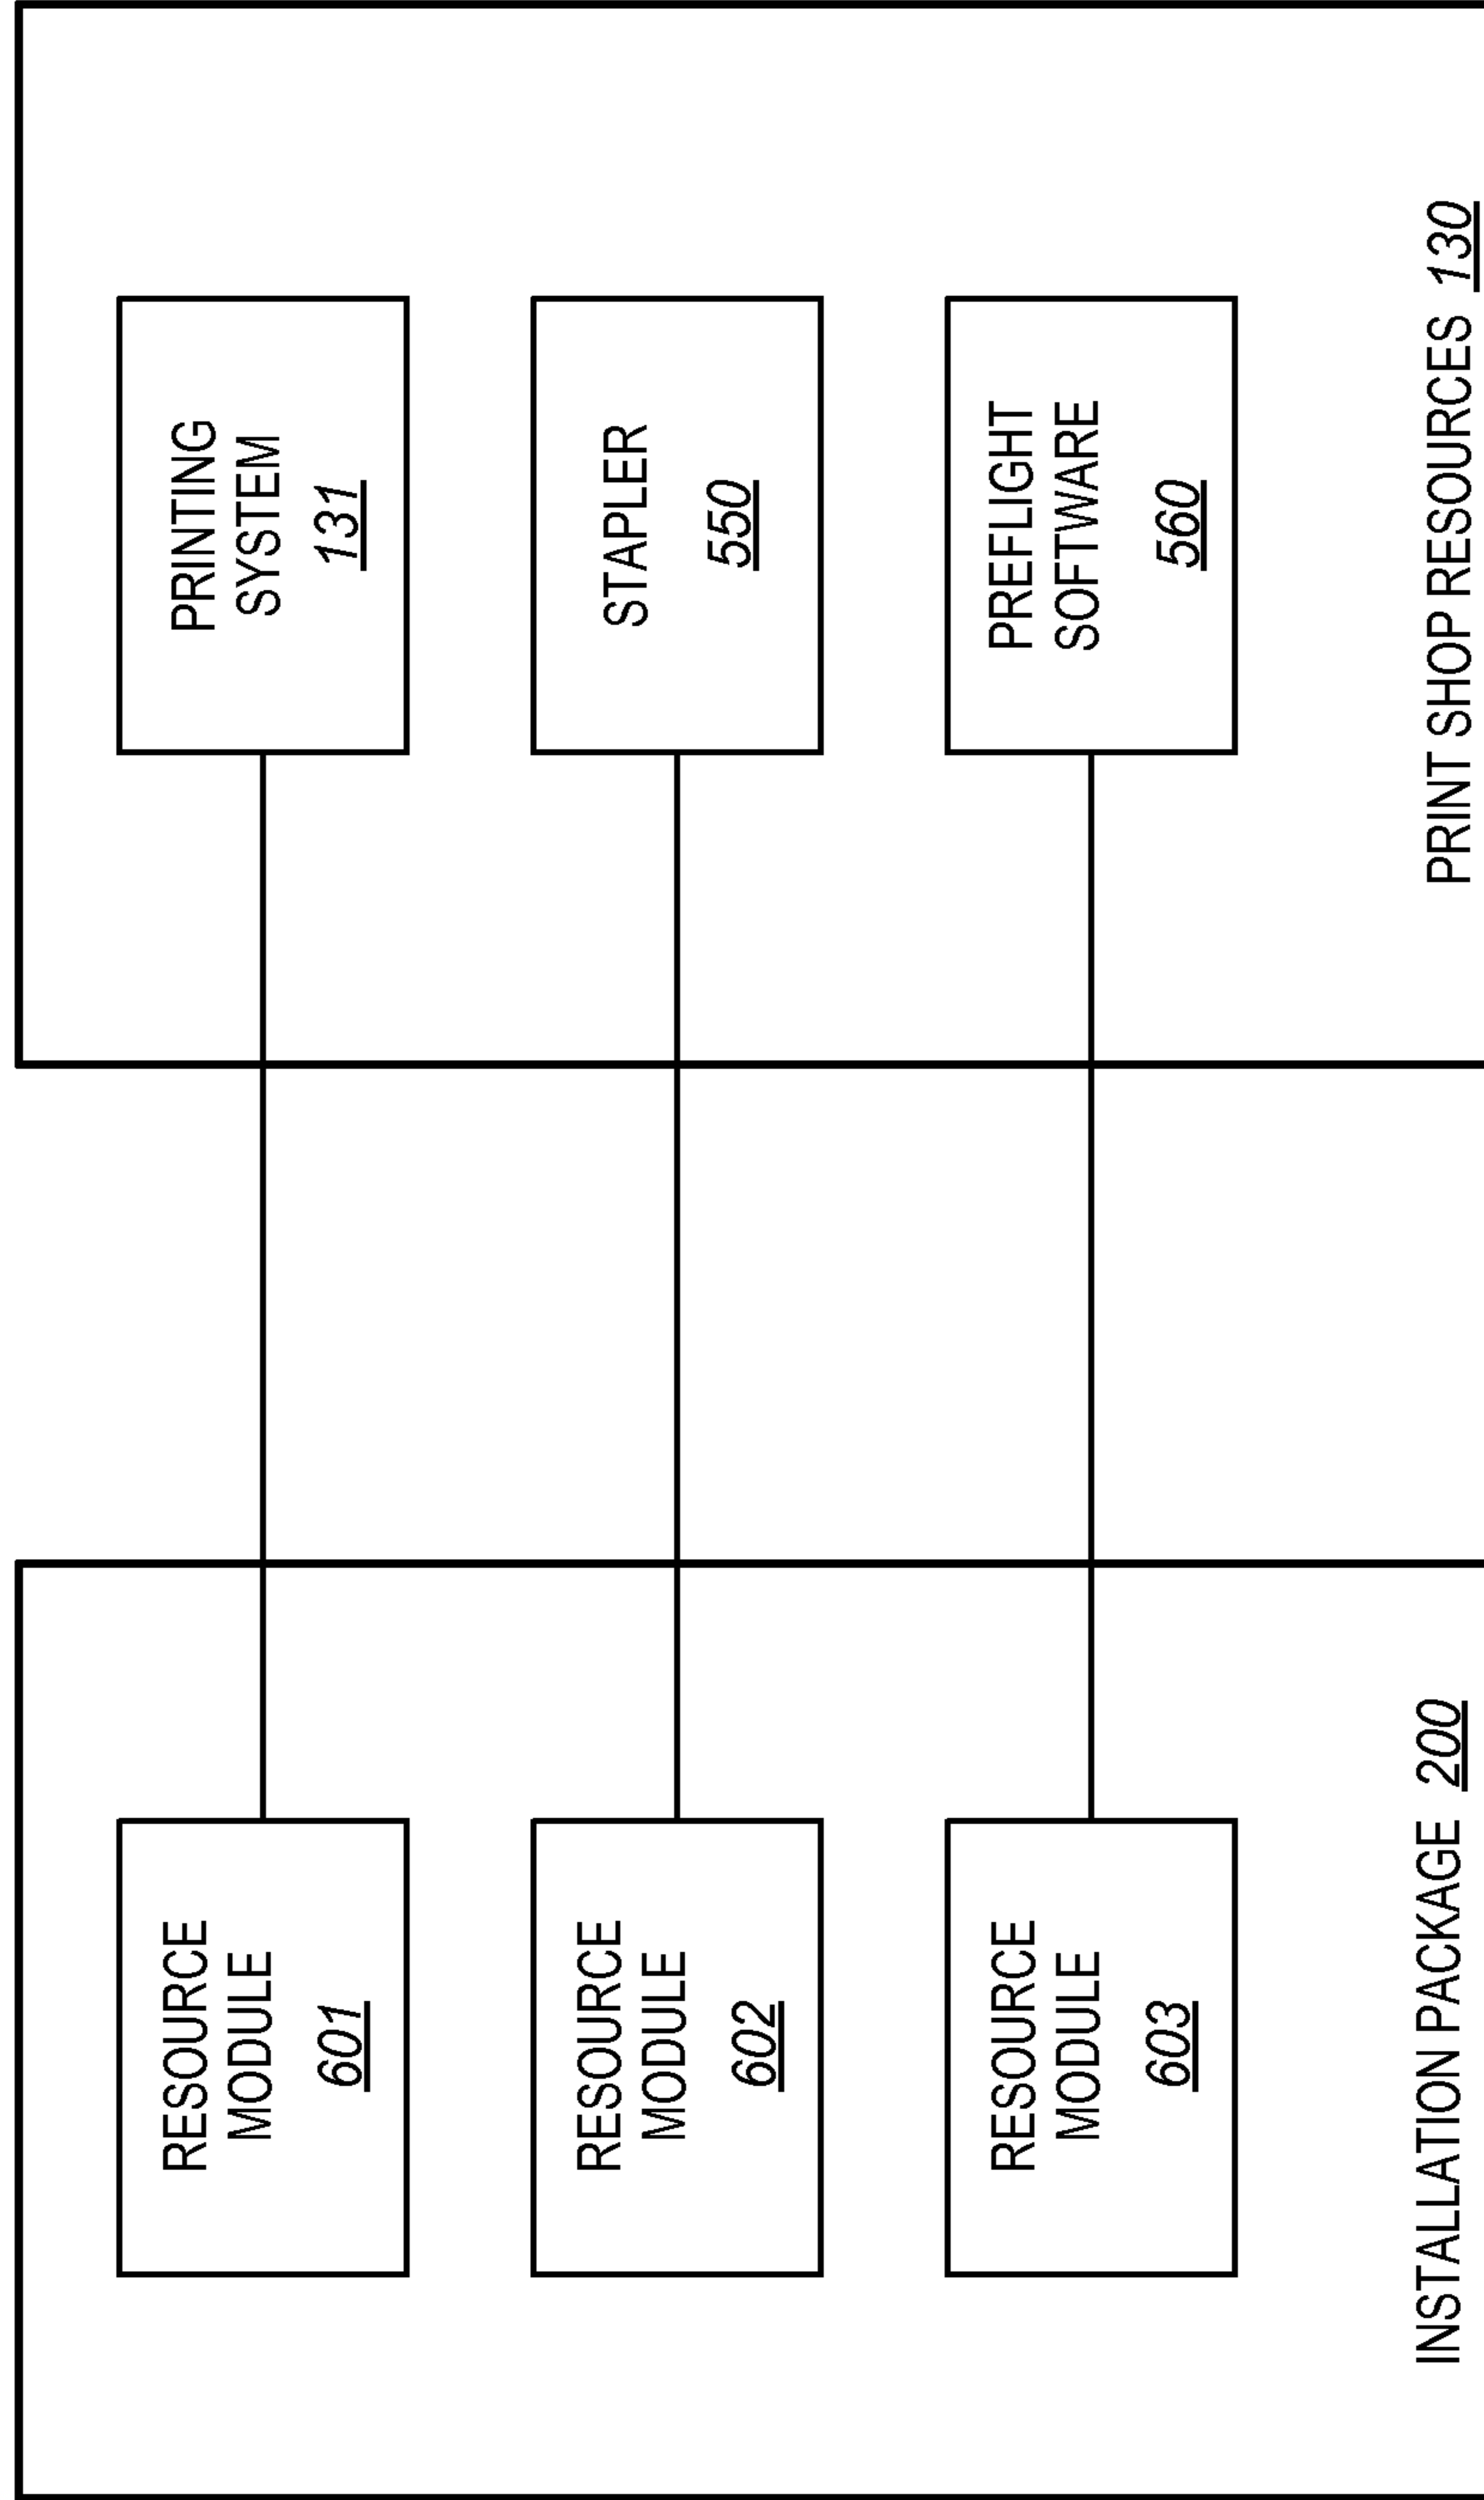 RESOURCE
MODULE
601
PRINTING
SYSTEM
131
RESOURCE
MODULE
602
STAPLER
550
RESOURCE
MODULE
603
PREFLIGHT
SOFTWARE
560
INSTALLATION PACKAGE 200
PRINT SHOP RESOURCES 130